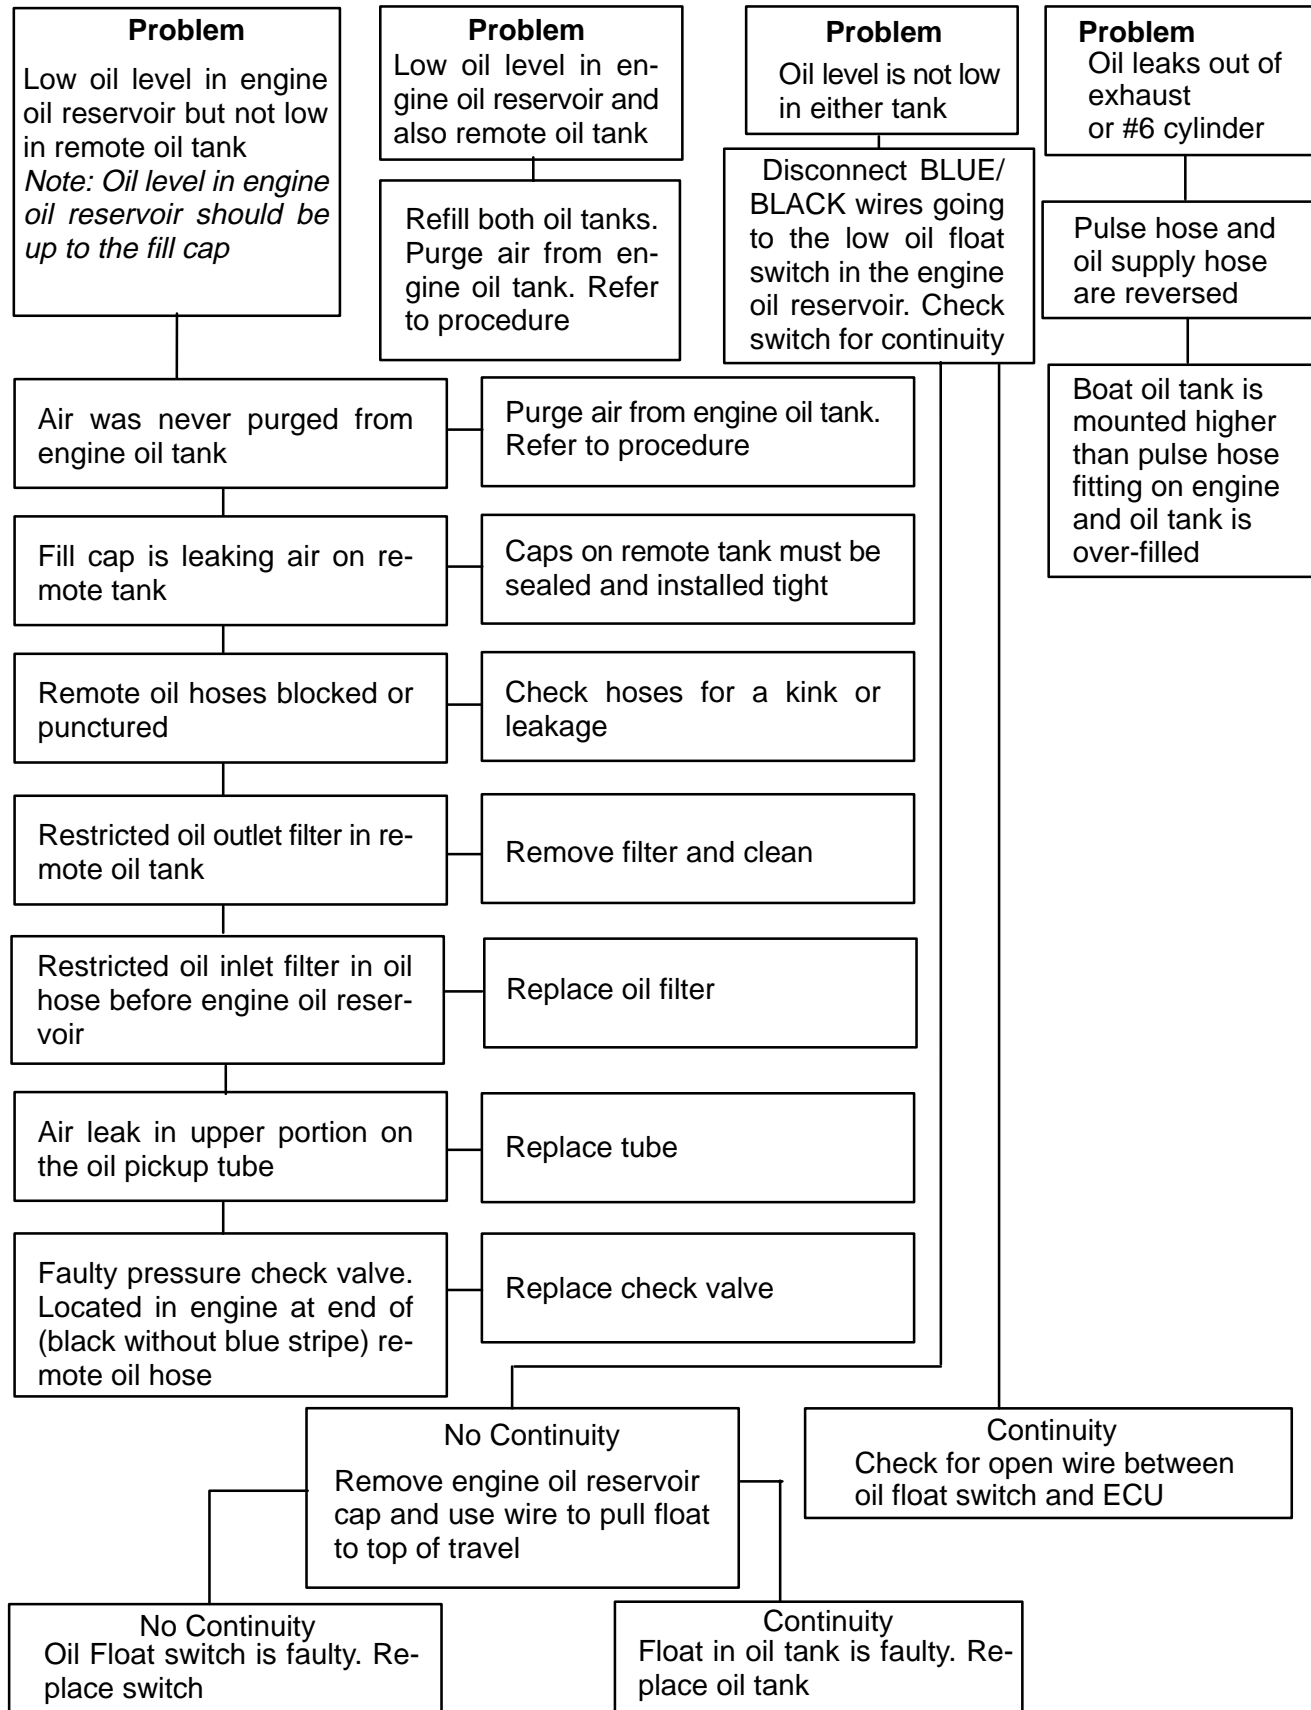 Problem
Low oil level in engine
oil reservoir but not low
in remote oil tank
Note: Oil level in engine
oil reservoir should be
up to the fill cap
Problem
Low oil level in en-
gine oil reservoir and
also remote oil tank
Refill both oil tanks.
Purge air from en-
gine oil tank. Refer
to procedure
Problem
Oil level is not low
in either tank
Disconnect BLUE/
BLACK wires going
to the low oil float
switch in the engine
oil reservoir. Check
switch for continuity
Problem
Oil leaks out of
exhaust
or #6 cylinder
Pulse hose and
oil supply hose
are reversed
Boat oil tank is
mounted higher
than pulse hose
fitting on engine
and oil tank is
over-filled
Air was never purged from
engine oil tank
Purge air from engine oil tank.
Refer to procedure
Fill cap is leaking air on re-
mote tank
Caps on remote tank must be
sealed and installed tight
Remote oil hoses blocked or
punctured
Check hoses for a kink or
leakage
Restricted oil outlet filter in re-
mote oil tank
Remove filter and clean
Restricted oil inlet filter in oil
hose before engine oil reser-
voir
Replace oil filter
Air leak in upper portion on
the oil pickup tube
Replace tube
Faulty pressure check valve.
Located in engine at end of
(black without blue stripe) re-
mote oil hose
Replace check valve
No Continuity
Remove engine oil reservoir
cap and use wire to pull float
to top of travel
Continuity
Check for open wire between
oil float switch and ECU
No Continuity
Oil Float switch is faulty. Re-
place switch
Continuity
Float in oil tank is faulty. Re-
place oil tank